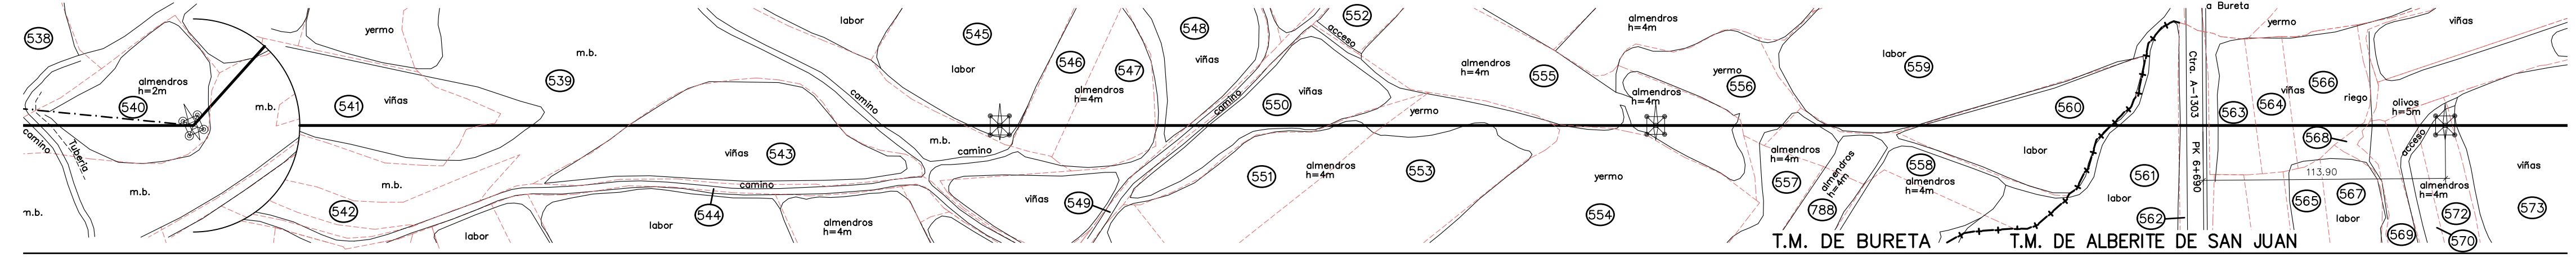 538
540
almendros
h=2m
camino
Tuberia
m.b.
m.b.
m.b.
yermo
541
viñas
m.b.
539
m.b.
542
labor
544
camino
viñas
543
labor
camino
labor
545
labor
m.b.
camino
almendros
h=4m
546
547
almendros
h=4m
548
viñas
camino
viñas
549
550
viñas
551
552
acceso
almendros
h=4m
553
yermo
almendros
h=4m
555
yermo
554
almendros
h=4m
almendros
h=4m
yermo
556
almendros
h=4m
557
almendros
h=4m
788
labor
559
558
almendros
h=4m
560
labor
T.M. DE BURETA
T.M. DE ALBERITE DE SAN JUAN
561
labor
562
Ctra. A-1303
PK 6+690
a Bureta
yermo
563
564
viñas
566
riego
568
113.90
565
567
labor
569
viñas
olivos
h=5m
acceso
almendros
h=4m
572
570
viñas
573